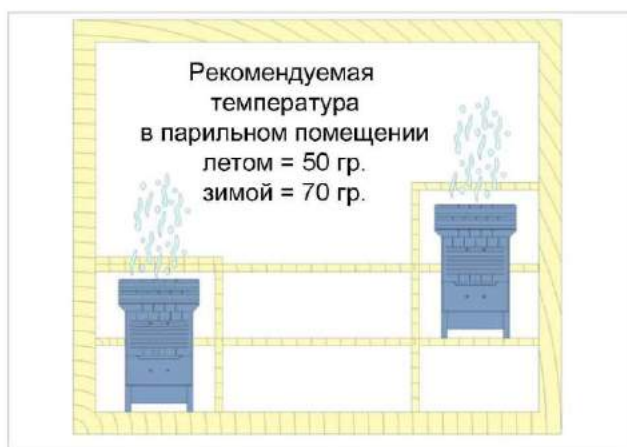 Рекомендуемая
температура
в парильном помещении
летом = 50 гр.
зимой = 70 гр.